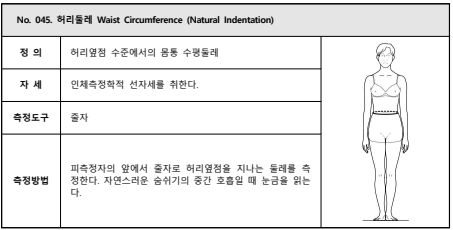 No. 045. 허리둘레 Waist Circumference (Natural Indentation)
정 의
허리옆점 수준에서의 몸통 수평둘레
자 세
인체측정학적 선자세를 취한다.
측정도구
줄자
측정방법
피측정자의 앞에서 줄자로 허리옆점을 지나는 둘레를 측
정한다. 자연스러운 숨쉬기의 중간 호흡일 때 눈금을 읽는
다.